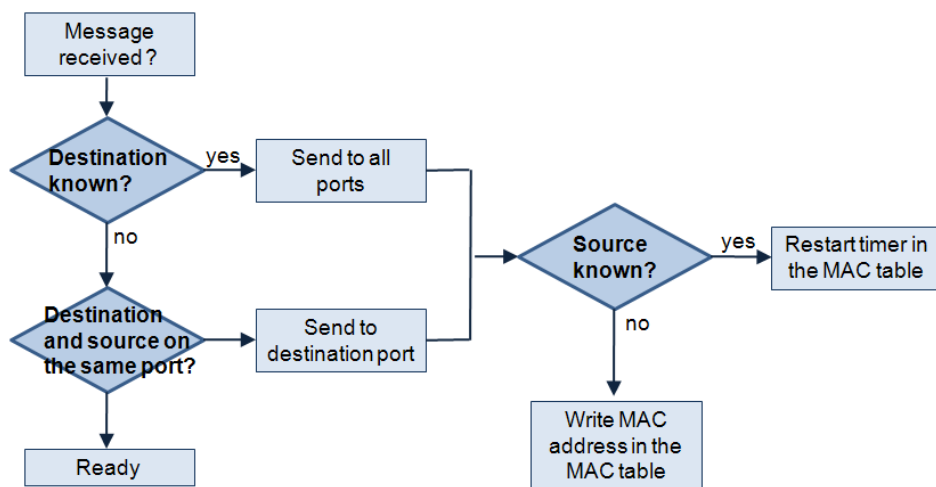 Message
received ?
Destination
known?
yes
Send to all
ports
no
Destination
and source on
the same port?
Send to
destination port
Ready
Source
known?
yes
Restart timer in
the MAC table
no
Write MAC
address in the
MAC table